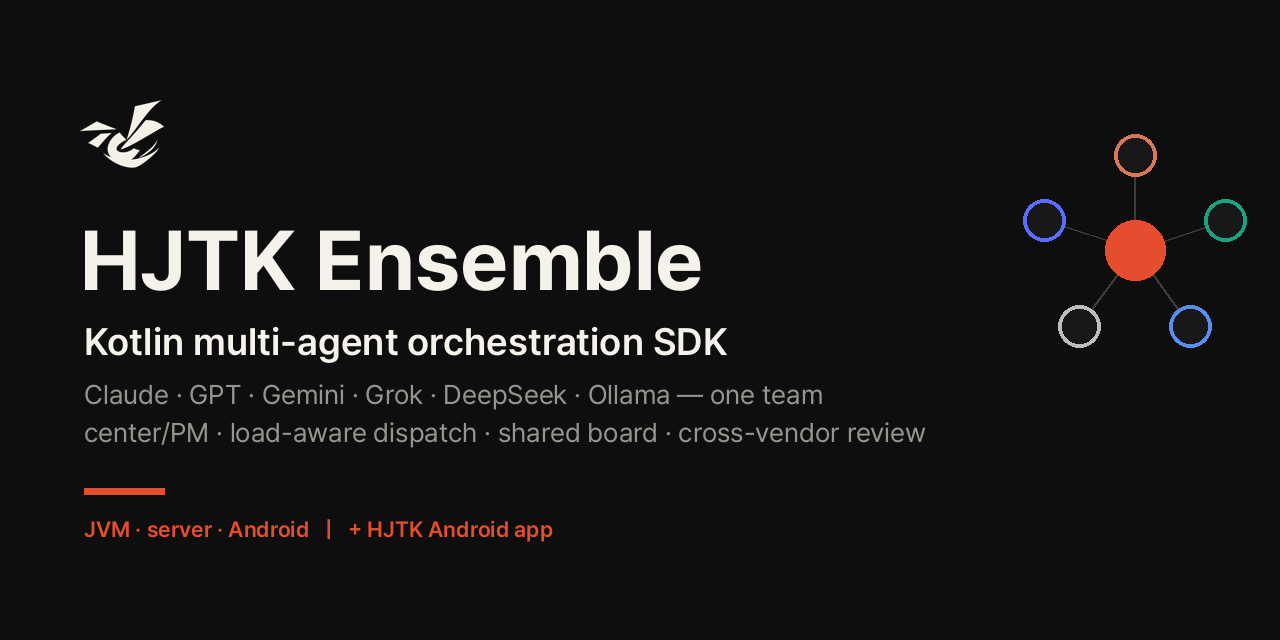 HJTK Ensemble
Kotlin multi-agent orchestration SDK
Claude · GPT · Gemini · Grok · DeepSeek · Ollama — one team
center/PM · load-aware dispatch · shared board · cross-vendor review
JVM · server · Android | + HJTK Android app